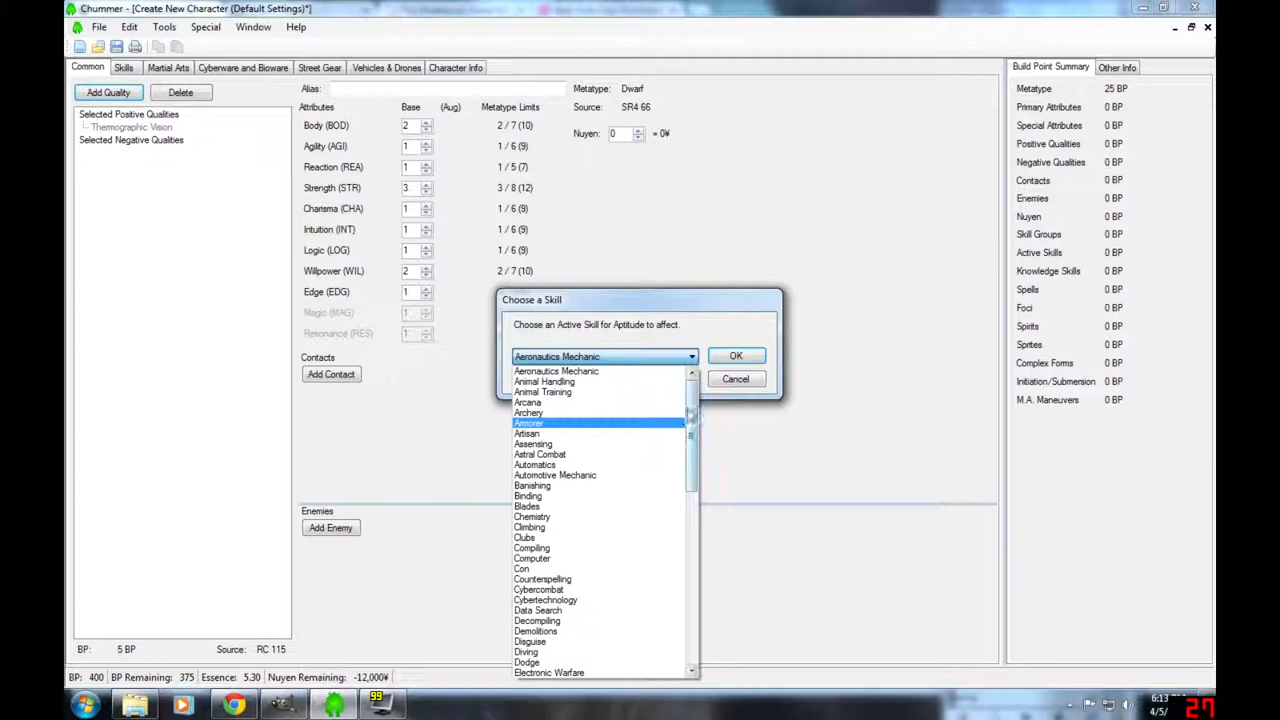 Chummer - [Create New Character (Default Settings)*]
File Edit Tools Special Window Help
Common Skills Martial Arts Cyberware and Bioware Street Gear Vehicles & Drones Character Info
Build Point Summary Other Info
Add Quality Delete
Selected Positive Qualities
Thermographic Vision
Selected Negative Qualities
Alias:
Metatype: Dwarf
Attributes Base (Aug) Metatype Limits
Source: SR4 66
Body (BOD) 2 2 / 7 (10)
Nuyen: 0 = 0¥
Agility (AGI) 1 1 / 6 (9)
Reaction (REA) 1 1 / 5 (7)
Strength (STR) 3 3 / 8 (12)
Charisma (CHA) 1 1 / 6 (9)
Intuition (INT) 1 1 / 6 (9)
Logic (LOG) 1 1 / 6 (9)
Willpower (WIL) 2 2 / 7 (10)
Edge (EDG) 1 1 / 6 (9)
Magic (MAG) 1
Resonance (RES) 1
Contacts
Add Contact
Enemies
Add Enemy
Choose a Skill
Choose an Active Skill for Aptitude to affect.
Aeronautics Mechanic
OK
Cancel
Aeronautics Mechanic
Animal Handling
Animal Training
Arcana
Archery
Armorer
Artisan
Assensing
Astral Combat
Automatics
Automotive Mechanic
Banishing
Binding
Blades
Chemistry
Climbing
Clubs
Compiling
Computer
Con
Counterspelling
Cybercombat
Cybertechnology
Data Search
Decompiling
Demolitions
Disguise
Diving
Dodge
Electronic Warfare
Metatype 25 BP
Primary Attributes 0 BP
Special Attributes 0 BP
Positive Qualities 0 BP
Negative Qualities 0 BP
Contacts 0 BP
Enemies 0 BP
Nuyen 0 BP
Skill Groups 0 BP
Active Skills 0 BP
Knowledge Skills 0 BP
Spells 0 BP
Foci 0 BP
Spirits 0 BP
Sprites 0 BP
Complex Forms 0 BP
Initiation/Submersion 0 BP
M.A. Maneuvers 0 BP
BP: 5 BP Source: RC 115
BP: 400 BP Remaining: 375 Essence: 5.30 Nuyen Remaining: -12,000¥
99
6:13
4/5/
27